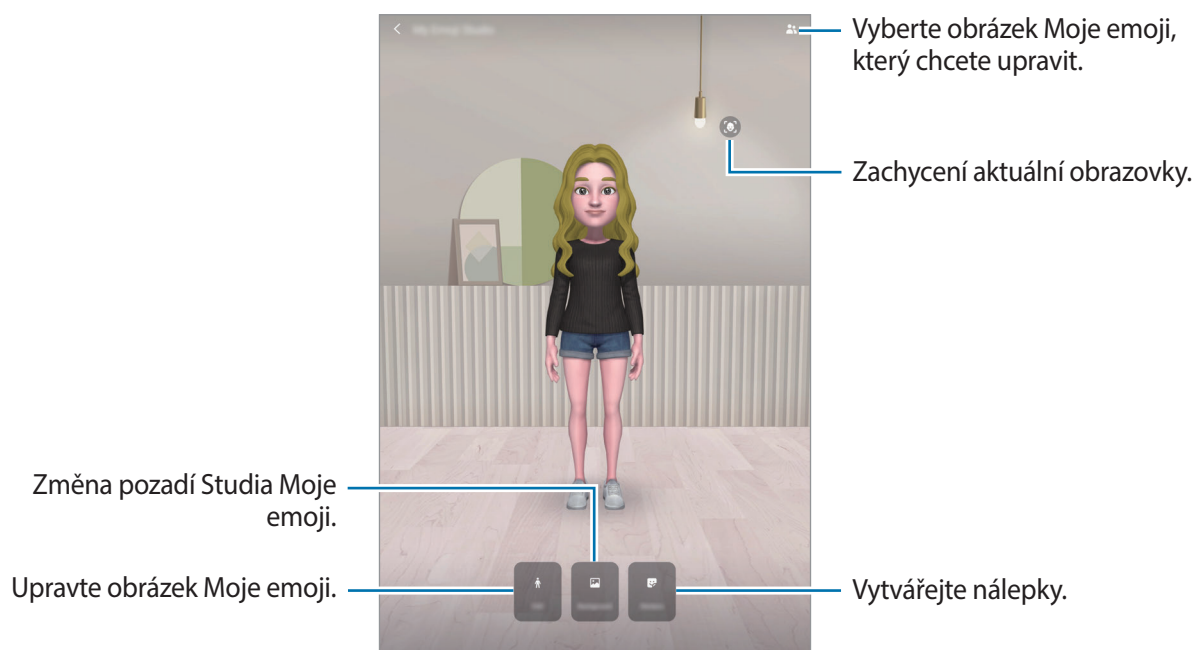 Vyberte obrázek Moje emoji,
který chcete upravit.
Zachycení aktuální obrazovky.
Změna pozadí Studia Moje
emoji.
Upravte obrázek Moje emoji.
Vytvářejte nálepky.